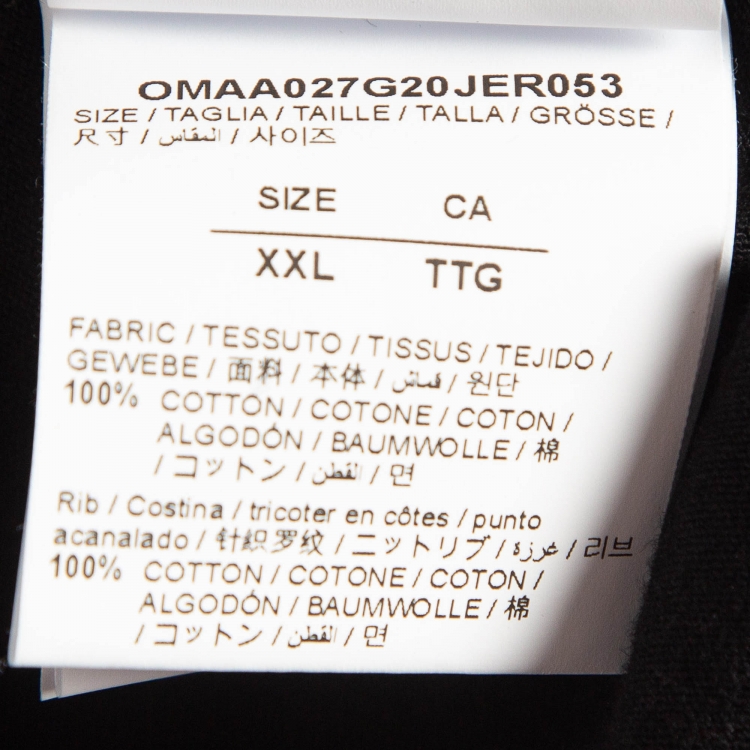 OMAA027G20JER053
SIZE / TAGLIA / TAILLE / TALLA / GRÖSSE /
尺寸 / المقاس / 사이즈
SIZE CA
XXL TTG
FABRIC / TESSUTO / TISSUS / TEJIDO /
GEWEBE / 面料 / 本体 / قماش / 원단
100% COTTON / COTONE / COTON /
ALGODÓN / BAUMWOLLE / 棉
/ コットン / القطن / 면
Rib / Costina / tricoter en côtes / punto
acanalado / 针织罗纹 / ニットリブ / غرزة / 리브
100% COTTON / COTONE / COTON /
ALGODÓN / BAUMWOLLE / 棉
/ コットン / القطن / 면